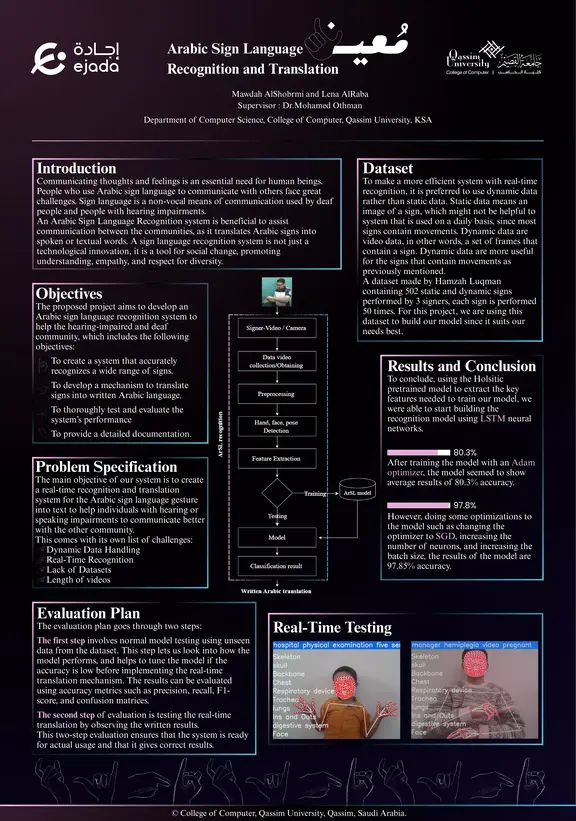 إجادة
ejada
Arabic Sign Language
Recognition and Translation
مُعين
جامعة القصيم
Qassim
University
College of Computer
كلية الحاسب
Mawdah AlShobrmi and Lena AlRaba
Supervisor : Dr.Mohamed Othman
Department of Computer Science, College of Computer, Qassim University, KSA
Introduction
Communicating thoughts and feelings is an essential need for human beings.
People who use Arabic sign language to communicate with others face great
challenges. Sign language is a non-vocal means of communication used by deaf
people and people with hearing impairments.
An Arabic Sign Language Recognition system is beneficial to assist
communication between the communities, as it translates Arabic signs into
spoken or textual words. A sign language recognition system is not just a
technological innovation, it is a tool for social change, promoting
understanding, empathy, and respect for diversity.
Objectives
The proposed project aims to develop an
Arabic sign language recognition system to
help the hearing-impaired and deaf
community, which includes the following
objectives:
To create a system that accurately
recognizes a wide range of signs.
To develop a mechanism to translate
signs into written Arabic language.
To thoroughly test and evaluate the
system's performance
To provide a detailed documentation.
Problem Specification
The main objective of our system is to create
a real-time recognition and translation
system for the Arabic sign language gesture
into text to help individuals with hearing or
speaking impairments to communicate better
with the other community.
This comes with its own list of challenges:
Dynamic Data Handling
Real-Time Recognition
Lack of Datasets
Length of videos
ArSL recognition
Signer-Video / Camera
Data video
collection/Obtaining
Preprocessing
Hand, face, pose
Detection
Feature Extraction
Training
ArSL model
Testing
Model
Classification result
Written Arabic translation
Dataset
To make a more efficient system with real-time
recognition, it is preferred to use dynamic data
rather than static data. Static data means an
image of a sign, which might not be helpful to
system that is used on a daily basis, since most
signs contain movements. Dynamic data are
video data, in other words, a set of frames that
contain a sign. Dynamic data are more useful
for the signs that contain movements as
previously mentioned.
A dataset made by Hamzah Luqman
containing 502 static and dynamic signs
performed by 3 signers, each sign is performed
50 times. For this project, we are using this
dataset to build our model since it suits our
needs best.
Results and Conclusion
To conclude, using the Holsitic
pretrained model to extract the key
features needed to train our model, we
were able to start building the
recognition model using LSTM neural
networks.
80.3%
After training the model with an Adam
optimizer, the model seemed to show
average results of 80.3% accuracy.
97.8%
However, doing some optimizations to
the model such as changing the
optimizer to SGD, increasing the
number of neurons, and increasing the
batch size, the results of the model are
97.85% accuracy.
Evaluation Plan
The evaluation plan goes through two steps:
The first step involves normal model testing using unseen
data from the dataset. This step lets us look into how the
model performs, and helps to tune the model if the
accuracy is low before implementing the real-time
translation mechanism. The results can be evaluated
using accuracy metrics such as precision, recall, F1-
score, and confusion matrices.
The second step of evaluation is testing the real-time
translation by observing the written results.
This two-step evaluation ensures that the system is ready
for actual usage and that it gives correct results.
Real-Time Testing
hospital physical examination five sei
Skeleton
skull
Backbone
Chest
Respiratory device
Trachea
lungs
Ins and Outs
digestive system
Face
manager hemiplegia video pregnant
Skeleton
skull
Backbone
Chest
Respiratory device
Trachea
lungs
Ins and Outs
digestive system
Face
© College of Computer, Qassim University, Qassim, Saudi Arabia.